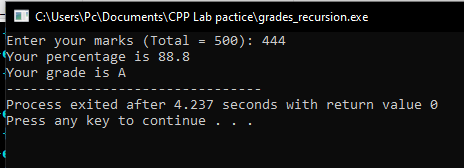 C:\Users\Pc\Documents\CPP Lab pactice\grades_recursion.exe
Enter your marks (Total = 500): 444
Your percentage is 88.8
Your grade is A
--------------------------------
Process exited after 4.237 seconds with return value 0
Press any key to continue . . .